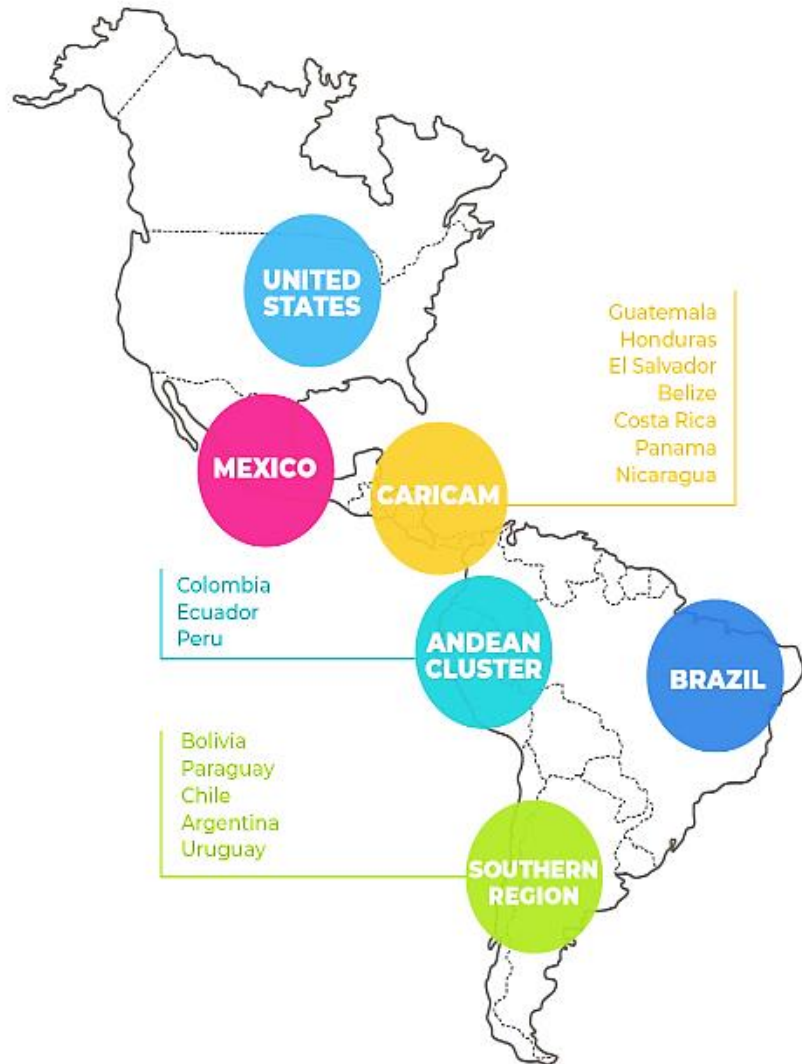 UNITED
STATES
Guatemala
Honduras
El Salvador
Belize
Costa Rica
Panama
Nicaragua
MEXICO
CARICAM
Colombia
Ecuador
Peru
ANDEAN
CLUSTER
BRAZIL
Bolivia
Paraguay
Chile
Argentina
Uruguay
SOUTHERN
REGION